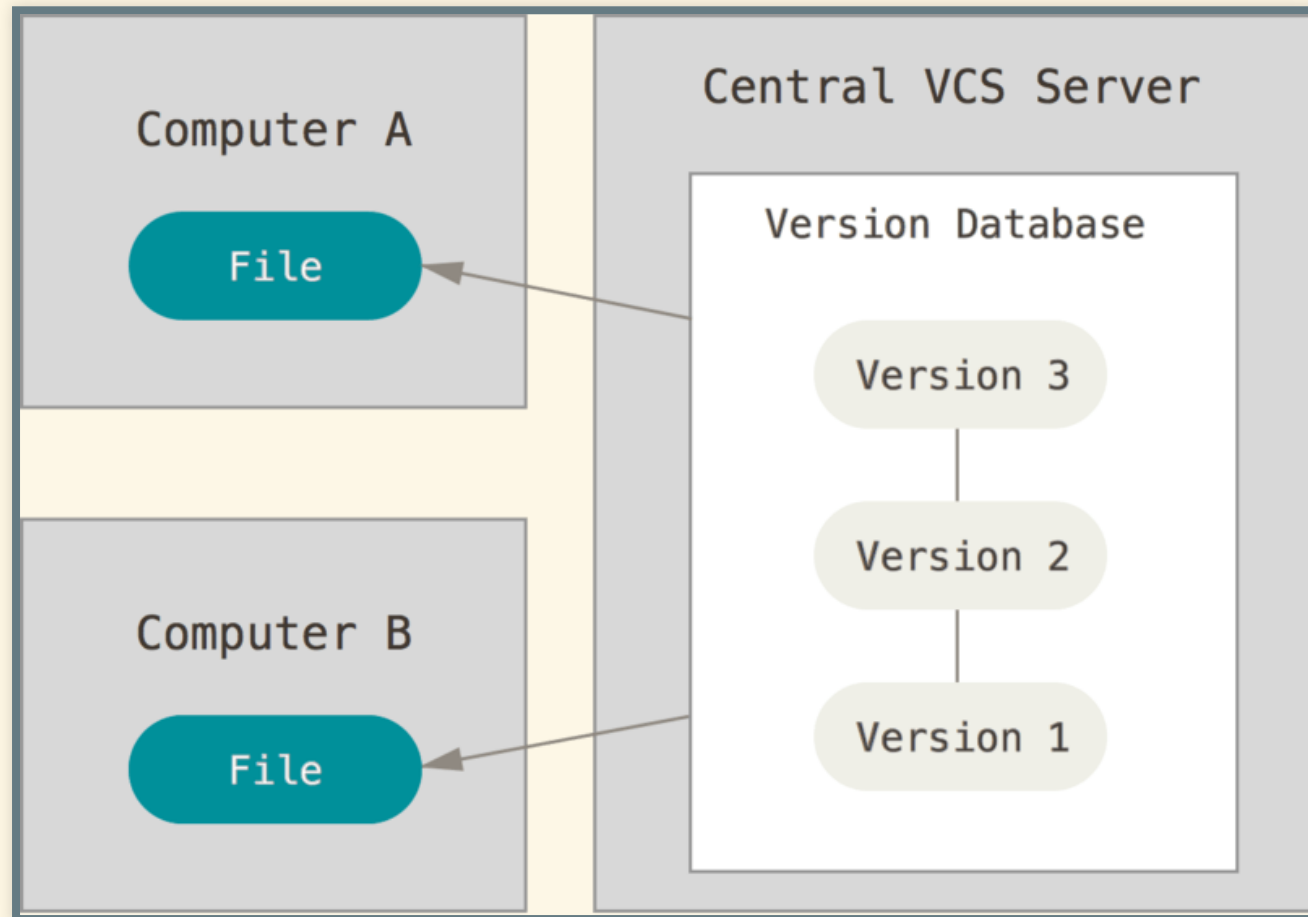 Computer A
File
Computer B
File
Central VCS Server
Version Database
Version 3
Version 2
Version 1